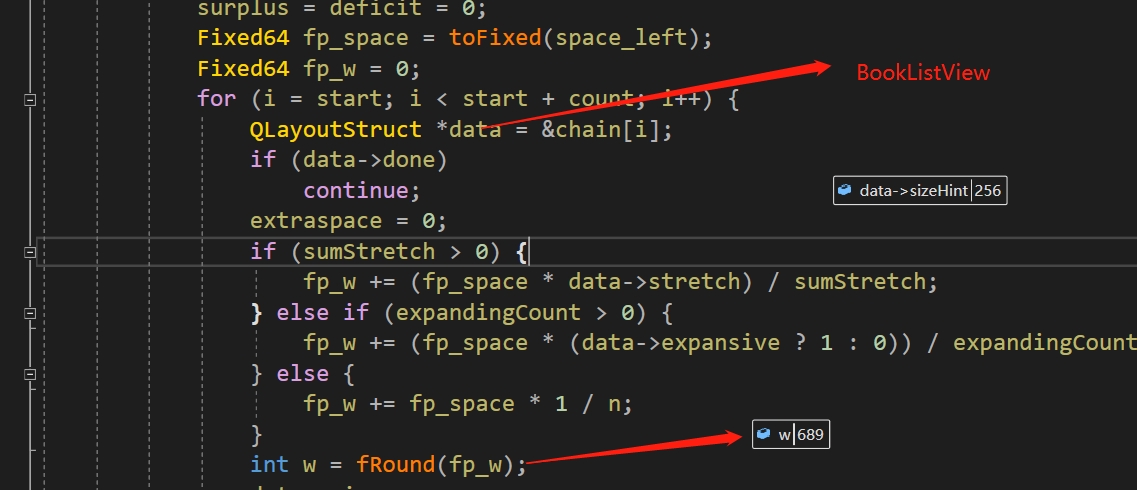 surplus = deficit = 0;
Fixed64 fp_space = toFixed(space_left);
Fixed64 fp_w = 0;
BookListView
for (i = start; i < start + count; i++) {
QLayoutStruct *data = &chain[i];
if (data->done)
continue;
data->sizeHint 256
extraspace = 0;
if (sumStretch > 0) {
fp_w += (fp_space * data->stretch) / sumStretch;
} else if (expandingCount > 0) {
fp_w += (fp_space * (data->expansive ? 1 : 0)) / expandingCount
} else {
fp_w += fp_space * 1 / n;
}
w 689
int w = fRound(fp_w);